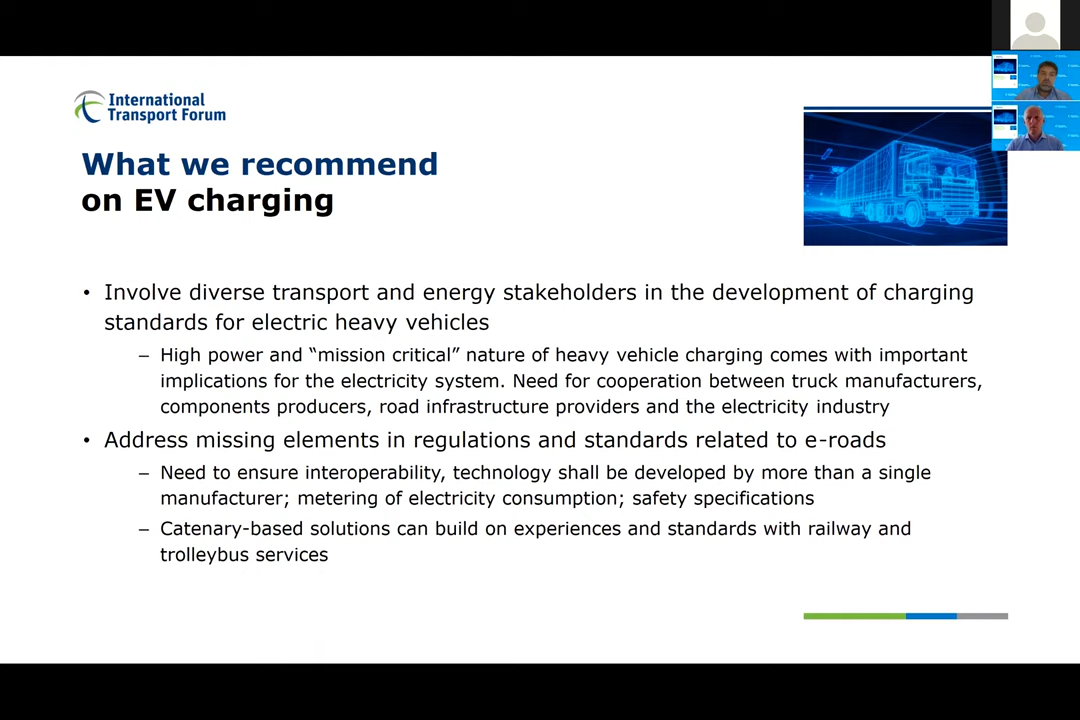 International
Transport Forum
What we recommend
on EV charging
• Involve diverse transport and energy stakeholders in the development of charging
standards for electric heavy vehicles
– High power and “mission critical” nature of heavy vehicle charging comes with important
implications for the electricity system. Need for cooperation between truck manufacturers,
components producers, road infrastructure providers and the electricity industry
• Address missing elements in regulations and standards related to e-roads
– Need to ensure interoperability, technology shall be developed by more than a single
manufacturer; metering of electricity consumption; safety specifications
– Catenary-based solutions can build on experiences and standards with railway and
trolleybus services